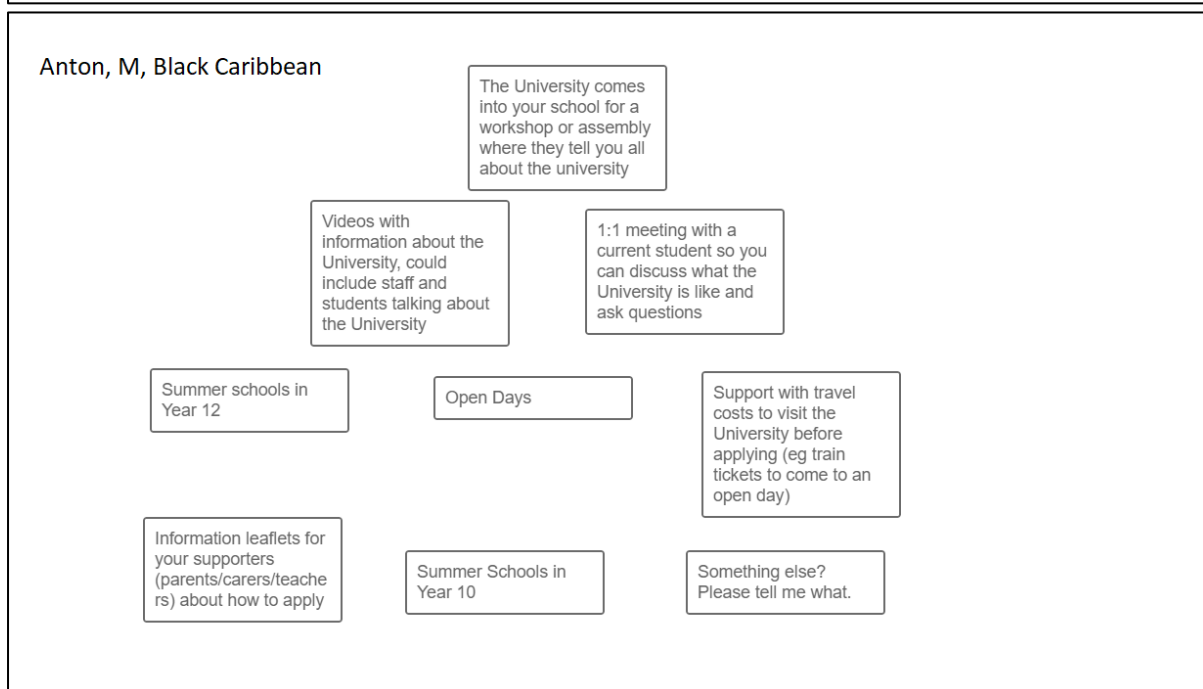 Anton, M, Black Caribbean
The University comes
into your school for a
workshop or assembly
where they tell you all
about the university
Videos with
information about the
University, could
include staff and
students talking about
the University
1:1 meeting with a
current student so you
can discuss what the
University is like and
ask questions
Summer schools in
Year 12
Open Days
Support with travel
costs to visit the
University before
applying (eg train
tickets to come to an
open day)
Information leaflets for
your supporters
(parents/carers/teache
rs) about how to apply
Summer Schools in
Year 10
Something else?
Please tell me what.